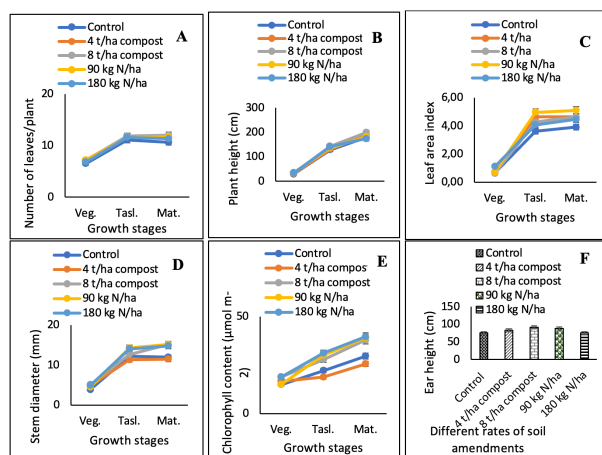 Control
4 t/ha compost
8 t/ha compost
90 kg N/ha
180 kg N/ha
A
20
10
0
Number of leaves/plant
Veg. Tasl. Mat.
Growth stages
Control
4 t/ha compost
8 t/ha compost
90 kg N/ha
180 kg N/ha
B
300
200
100
0
Plant height (cm)
Veg. Tasl. Mat.
Growth stages
Control
4 t/ha
8 t/ha
90 kg N/ha
180 kg N/ha
C
6,00
4,00
2,00
0,00
Leaf area index
Veg. Tasl. Mat.
Growth stages
Control
4 t/ha compost
8 t/ha compost
90 kg N/ha
180 kg N/ha
D
20
10
0
Stem diameter (mm)
Veg. Tasl. Mat.
Growth stages
Control
4 t/ha compost
8 t/ha compost
90 kg N/ha
180 kg N/ha
E
50
0
Chlorophyll content (µmol m-
2)
Veg. Tasl. Mat.
Growth stages
Control
4 t/ha compost
8 t/ha compost
90 kg N/ha
180 kg N/ha
F
150
100
50
0
Ear height (cm)
Control
4 t/ha compost
8 t/ha compost
90 kg N/ha
180 kg N/ha
Different rates of soil
amendments